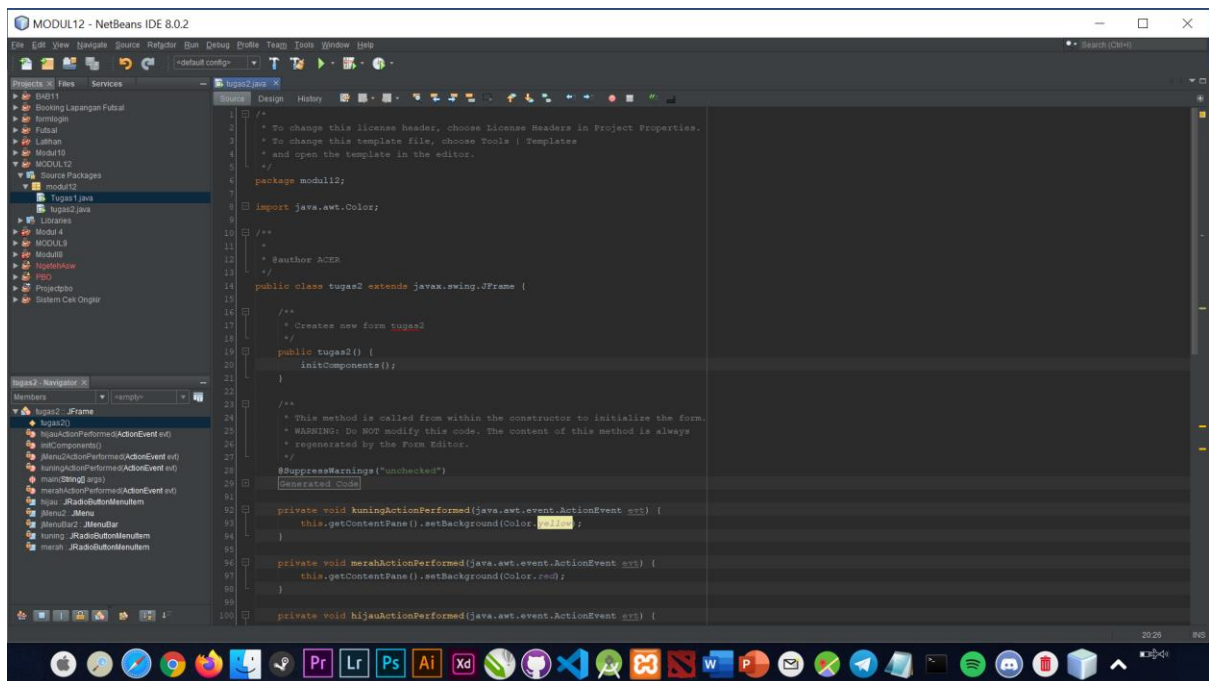 MODUL12 - NetBeans IDE 8.0.2
File Edit View Navigate Source Refactor Run Debug Profile Team Tools Window Help
Search (Ctrl+I)
<default config>
Projects Files Services
BAB11
Booking Lapangan Futsal
formlogin
Futsal
Latihan
Modul10
MODUL12
Source Packages
modul12
Tugas1.java
tugas2.java
Libraries
Modul 4
MODUL9
Modul8
NgetehAsw
PBO
Projectpbo
Sistem Cek Ongkir
tugas2 - Navigator
Members <empty>
tugas2 :: JFrame
tugas2()
hijauActionPerformed(ActionEvent evt)
initComponents()
jMenu2ActionPerformed(ActionEvent evt)
kuningActionPerformed(ActionEvent evt)
main(String[] args)
merahActionPerformed(ActionEvent evt)
hijau : JRadioButtonMenuItem
jMenu2 : JMenu
jMenuBar2 : JMenuBar
kuning : JRadioButtonMenuItem
merah : JRadioButtonMenuItem
tugas2.java
Source Design History
1 /*
2 * To change this license header, choose License Headers in Project Properties.
3 * To change this template file, choose Tools | Templates
4 * and open the template in the editor.
5 */
6 package modul12;
7
8 import java.awt.Color;
9
10 /**
11 *
12 * @author ACER
13 */
14 public class tugas2 extends javax.swing.JFrame {
15
16 /**
17 * Creates new form tugas2
18 */
19 public tugas2() {
20 initComponents();
21 }
22
23 /**
24 * This method is called from within the constructor to initialize the form.
25 * WARNING: Do NOT modify this code. The content of this method is always
26 * regenerated by the Form Editor.
27 */
28 @SuppressWarnings("unchecked")
29 Generated Code
91
92 private void kuningActionPerformed(java.awt.event.ActionEvent evt) {
93 this.getContentPane().setBackground(Color.yellow);
94 }
95
96 private void merahActionPerformed(java.awt.event.ActionEvent evt) {
97 this.getContentPane().setBackground(Color.red);
98 }
99
100 private void hijauActionPerformed(java.awt.event.ActionEvent evt) {
20:26 INS
Pr Lr Ps Ai Xd